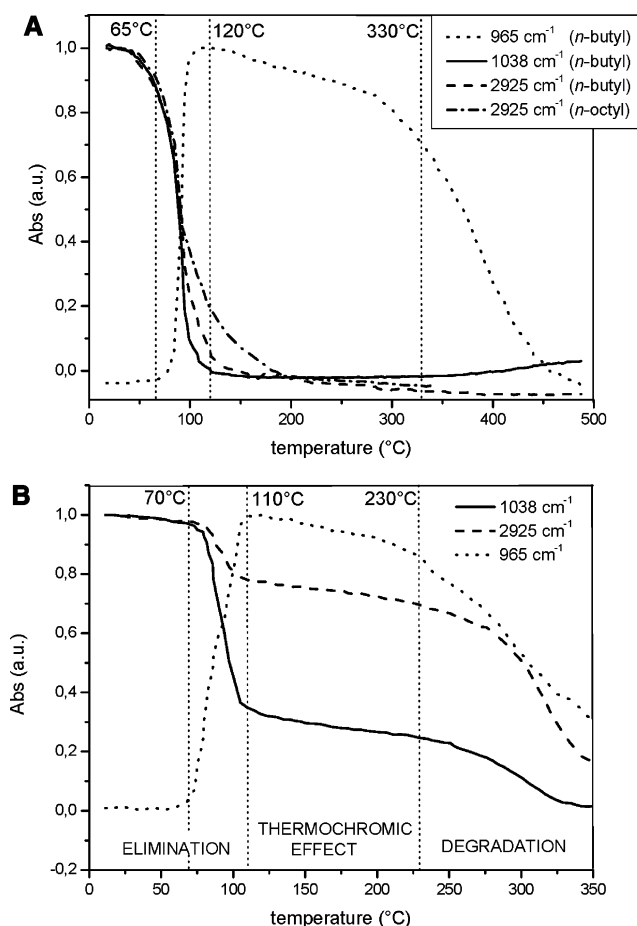 A
65°C
120°C
330°C
965 cm⁻¹ (n-butyl)
1038 cm⁻¹ (n-butyl)
2925 cm⁻¹ (n-butyl)
2925 cm⁻¹ (n-octyl)
1,0
0,8
0,6
0,4
0,2
0,0
Abs (a.u.)
0 100 200 300 400 500
temperature (°C)
B
70°C
110°C
230°C
1038 cm⁻¹
2925 cm⁻¹
965 cm⁻¹
1,0
0,8
0,6
0,4
0,2
0,0
-0,2
Abs (a.u.)
ELIMINATION
THERMOCHROMIC
EFFECT
DEGRADATION
0 50 100 150 200 250 300 350
temperature (°C)